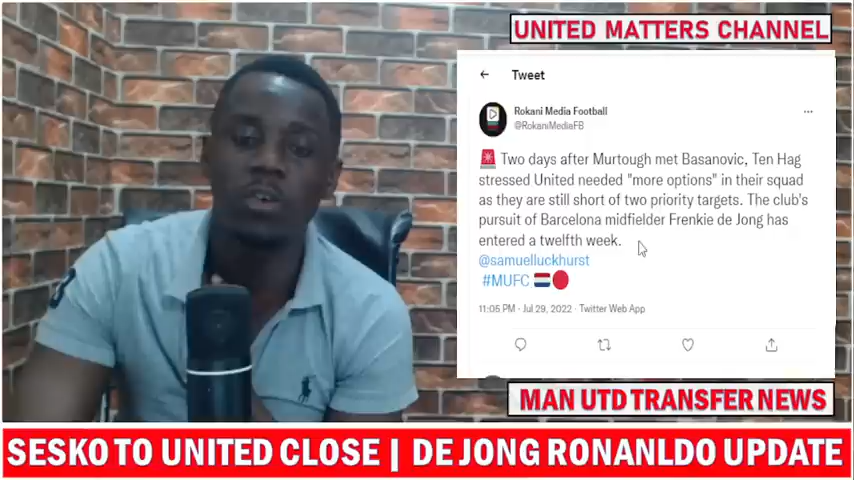 UNITED MATTERS CHANNEL
Tweet
Rokani Media Football
@RokaniMediaFB
Two days after Murtough met Basanovic, Ten Hag
stressed United needed "more options" in their squad
as they are still short of two priority targets. The club's
pursuit of Barcelona midfielder Frenkie de Jong has
entered a twelfth week.
@samuelluckhurst
#MUFC
11:05 PM · Jul 29, 2022 · Twitter Web App
3
MAN UTD TRANSFER NEWS
SESKO TO UNITED CLOSE | DE JONG RONANLDO UPDATE